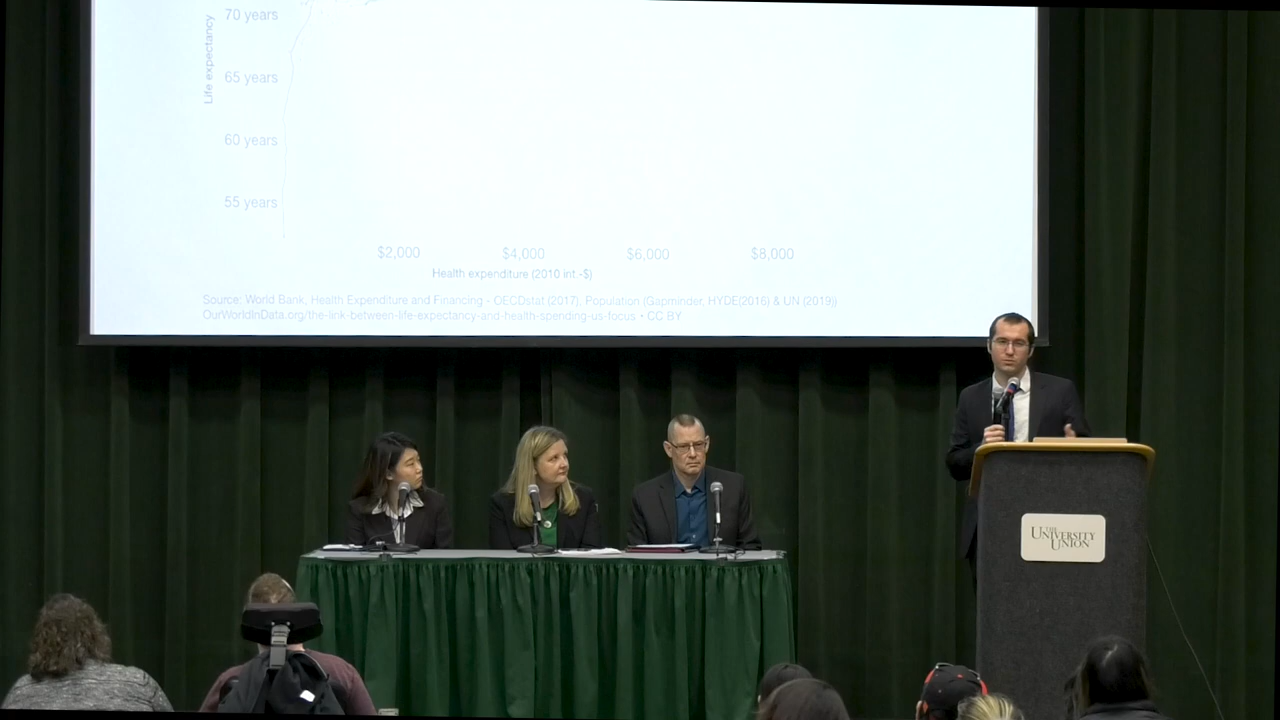 70 years
Life expectancy
65 years
60 years
55 years
$2,000 $4,000 $6,000 $8,000
Health expenditure (2010 int.-$)
Source: World Bank, Health Expenditure and Financing - OECDstat (2017), Population (Gapminder, HYDE(2016) & UN (2019))
OurWorldInData.org/the-link-between-life-expectancy-and-health-spending-us-focus • CC BY
THE
UNIVERSITY
UNION